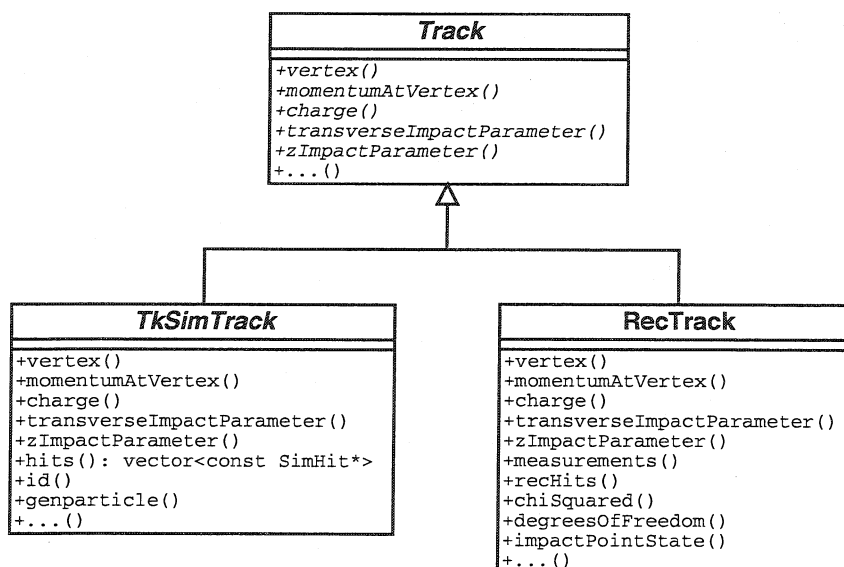 Track
+vertex()
+momentumAtVertex()
+charge()
+transverseImpactParameter()
+zImpactParameter()
+...()
TkSimTrack
+vertex()
+momentumAtVertex()
+charge()
+transverseImpactParameter()
+zImpactParameter()
+hits(): vector<const SimHit*>
+id()
+genparticle()
+...()
RecTrack
+vertex()
+momentumAtVertex()
+charge()
+transverseImpactParameter()
+zImpactParameter()
+measurements()
+recHits()
+chiSquared()
+degreesOfFreedom()
+impactPointState()
+...()